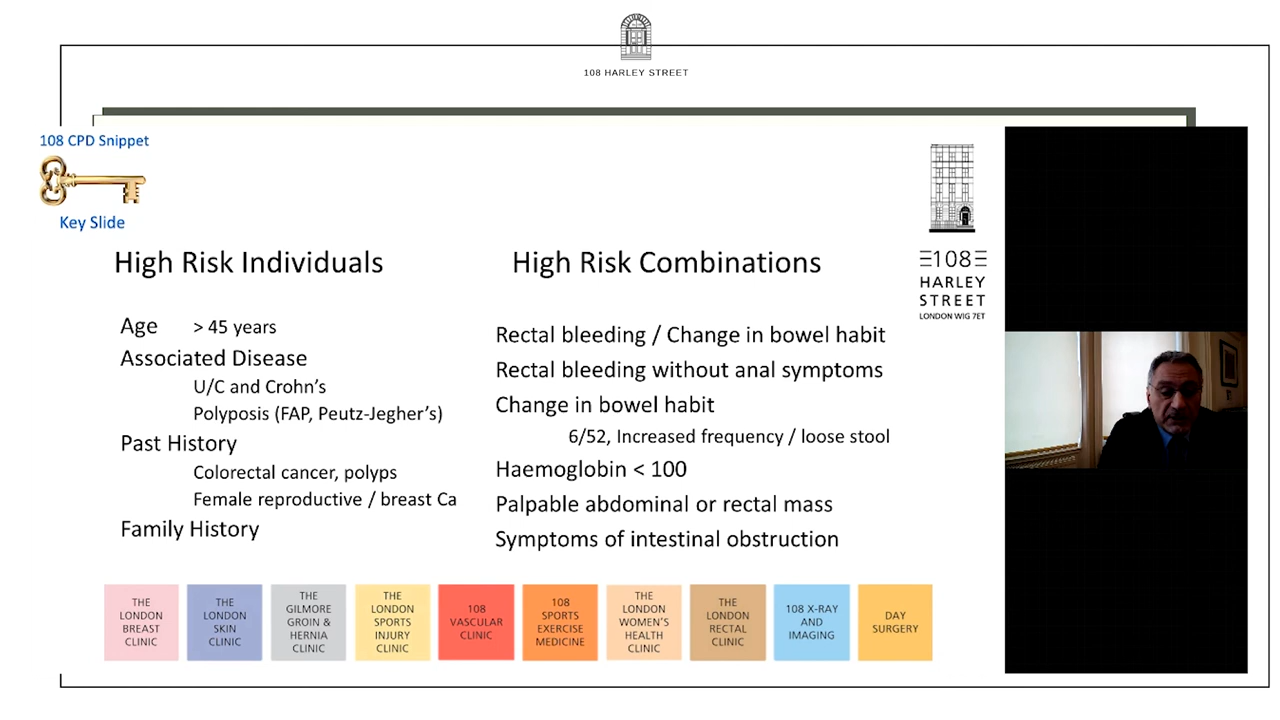 108 HARLEY STREET
108 CPD Snippet
Key Slide
High Risk Individuals
Age > 45 years
Associated Disease
U/C and Crohn's
Polyposis (FAP, Peutz-Jegher's)
Past History
Colorectal cancer, polyps
Female reproductive / breast Ca
Family History
High Risk Combinations
Rectal bleeding / Change in bowel habit
Rectal bleeding without anal symptoms
Change in bowel habit
6/52, Increased frequency / loose stool
Haemoglobin < 100
Palpable abdominal or rectal mass
Symptoms of intestinal obstruction
108
HARLEY
STREET
LONDON W1G 7ET
THE
LONDON
BREAST
CLINIC
THE
LONDON
SKIN
CLINIC
THE
GILMORE
GROIN &
HERNIA
CLINIC
THE
LONDON
SPORTS
INJURY
CLINIC
108
VASCULAR
CLINIC
108
SPORTS
EXERCISE
MEDICINE
THE
LONDON
WOMEN'S
HEALTH
CLINIC
THE
LONDON
RECTAL
CLINIC
108 X-RAY
AND
IMAGING
DAY
SURGERY